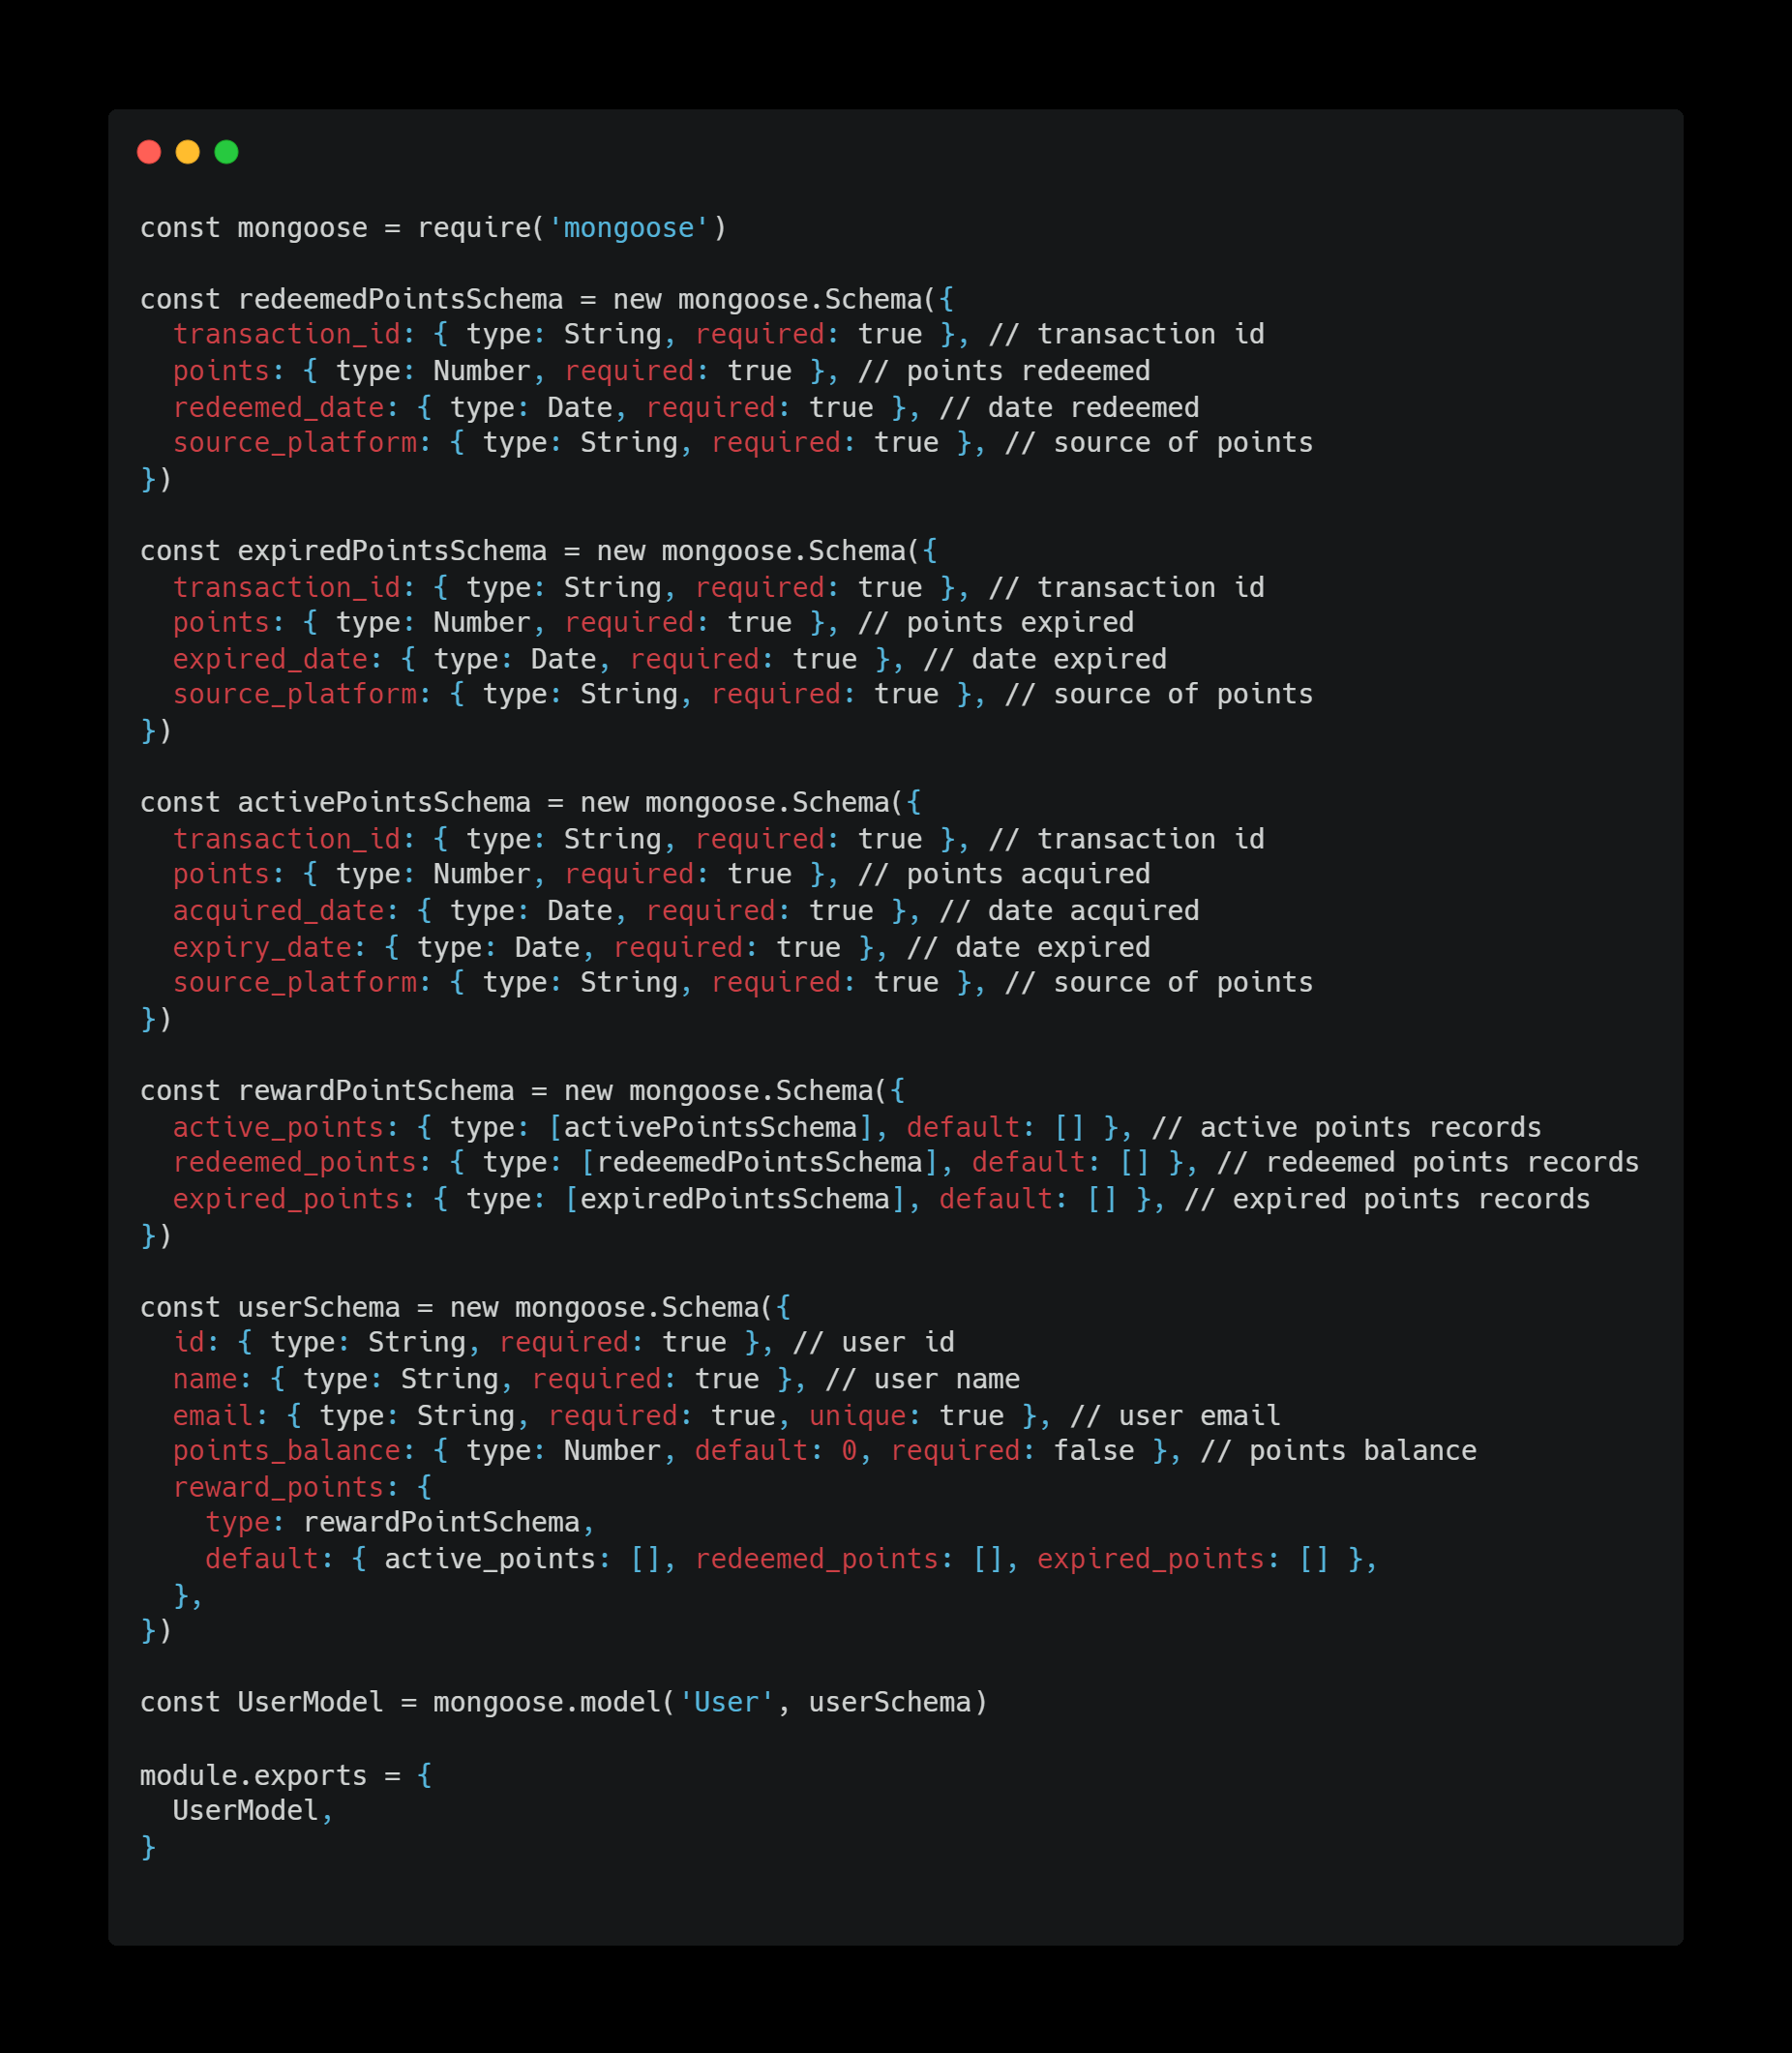 const mongoose = require('mongoose')

const redeemedPointsSchema = new mongoose.Schema({
  transaction_id: { type: String, required: true }, // transaction id
  points: { type: Number, required: true }, // points redeemed
  redeemed_date: { type: Date, required: true }, // date redeemed
  source_platform: { type: String, required: true }, // source of points
})

const expiredPointsSchema = new mongoose.Schema({
  transaction_id: { type: String, required: true }, // transaction id
  points: { type: Number, required: true }, // points expired
  expired_date: { type: Date, required: true }, // date expired
  source_platform: { type: String, required: true }, // source of points
})

const activePointsSchema = new mongoose.Schema({
  transaction_id: { type: String, required: true }, // transaction id
  points: { type: Number, required: true }, // points acquired
  acquired_date: { type: Date, required: true }, // date acquired
  expiry_date: { type: Date, required: true }, // date expired
  source_platform: { type: String, required: true }, // source of points
})

const rewardPointSchema = new mongoose.Schema({
  active_points: { type: [activePointsSchema], default: [] }, // active points records
  redeemed_points: { type: [redeemedPointsSchema], default: [] }, // redeemed points records
  expired_points: { type: [expiredPointsSchema], default: [] }, // expired points records
})

const userSchema = new mongoose.Schema({
  id: { type: String, required: true }, // user id
  name: { type: String, required: true }, // user name
  email: { type: String, required: true, unique: true }, // user email
  points_balance: { type: Number, default: 0, required: false }, // points balance
  reward_points: {
    type: rewardPointSchema,
    default: { active_points: [], redeemed_points: [], expired_points: [] },
  },
})

const UserModel = mongoose.model('User', userSchema)

module.exports = {
  UserModel,
}